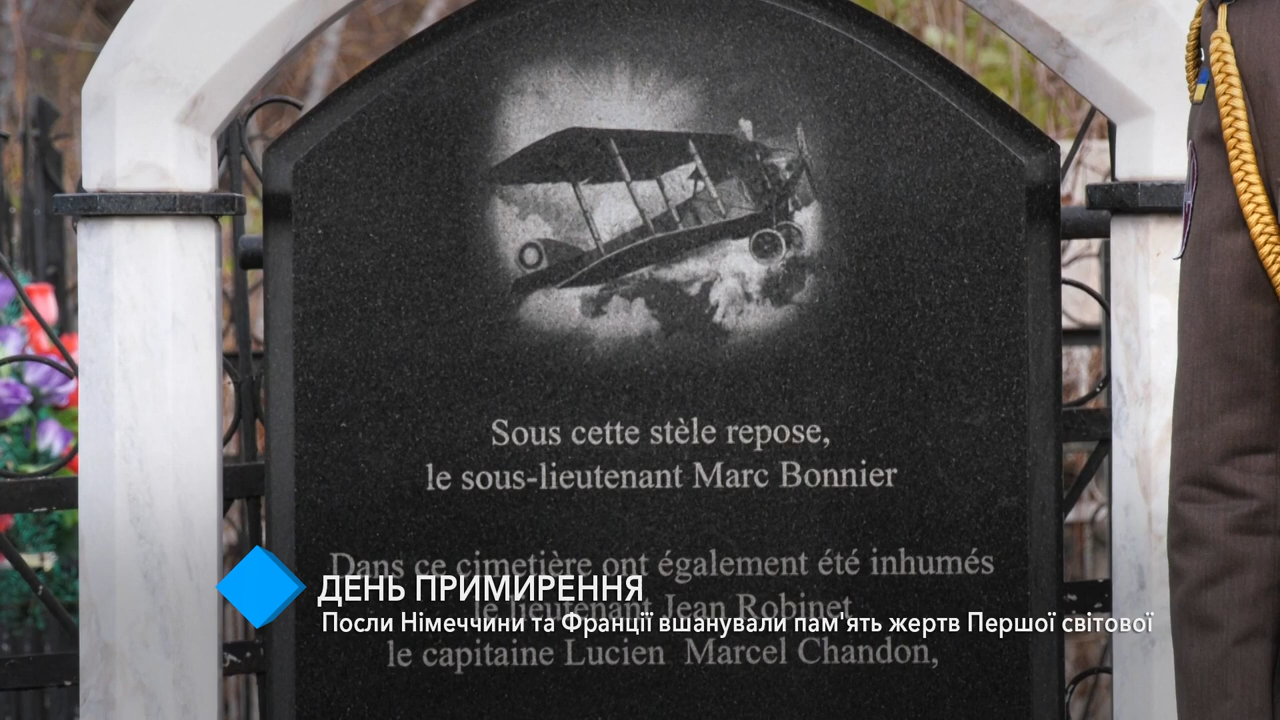 Sous cette stèle repose,
le sous-lieutenant Marc Bonnier
Dans ce cimetière ont également été inhumés
ДЕНЬ ПРИМИРЕННЯ
le lieutenant Jean Robinet
Посли Німеччини та Франції вшанували пам'ять жертв Першої світової
le capitaine Lucien Marcel Chandon,